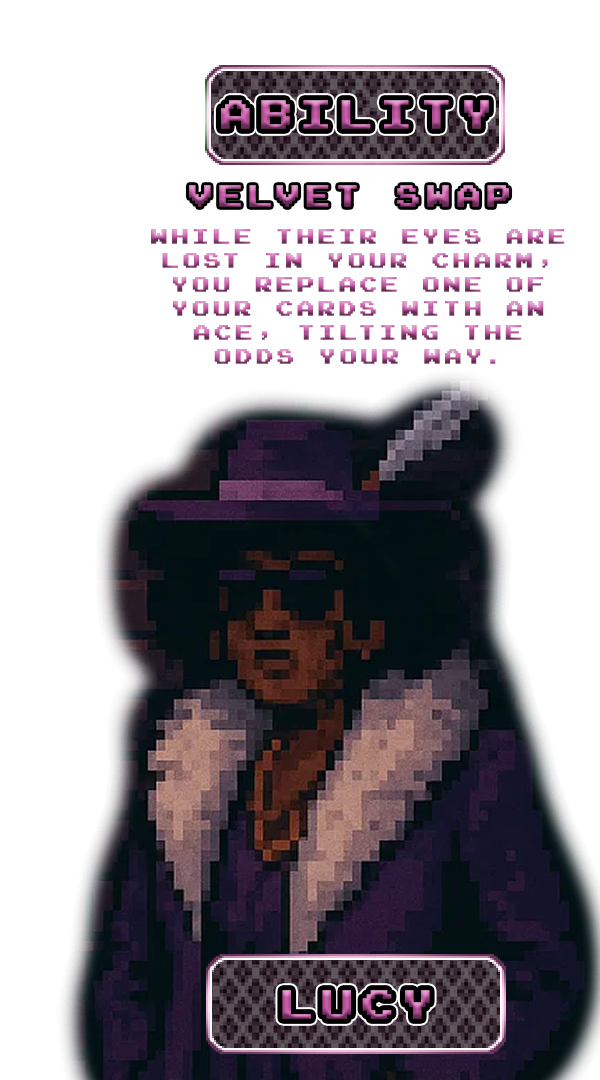 ABILITY
VELVET SWAP
WHILE THEIR EYES ARE
LOST IN YOUR CHARM,
YOU REPLACE ONE OF
YOUR CARDS WITH AN
ACE, TILTING THE
ODDS YOUR WAY.
LUCY